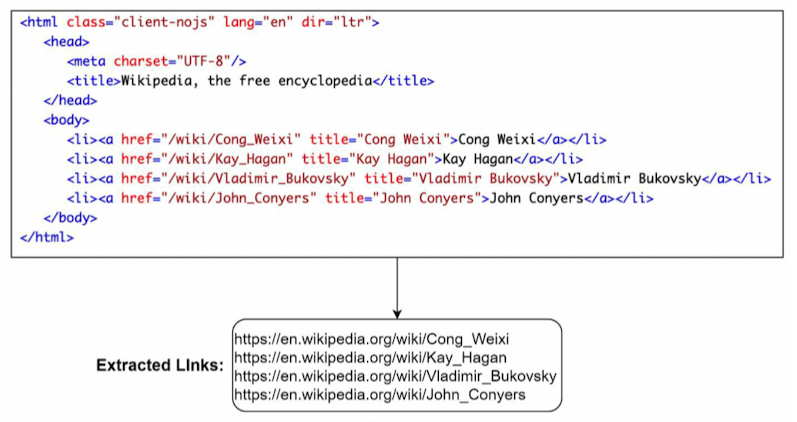 <html class="client-nojs" lang="en" dir="ltr">
<head>
<meta charset="UTF-8"/>
<title>Wikipedia, the free encyclopedia</title>
</head>
<body>
<li><a href="/wiki/Cong_Weixi" title="Cong Weixi">Cong Weixi</a></li>
<li><a href="/wiki/Kay_Hagan" title="Kay Hagan">Kay Hagan</a></li>
<li><a href="/wiki/Vladimir_Bukovsky" title="Vladimir Bukovsky">Vladimir Bukovsky</a></li>
<li><a href="/wiki/John_Conyers" title="John Conyers">John Conyers</a></li>
</body>
</html>
Extracted LInks:
https://en.wikipedia.org/wiki/Cong_Weixi
https://en.wikipedia.org/wiki/Kay_Hagan
https://en.wikipedia.org/wiki/Vladimir_Bukovsky
https://en.wikipedia.org/wiki/John_Conyers